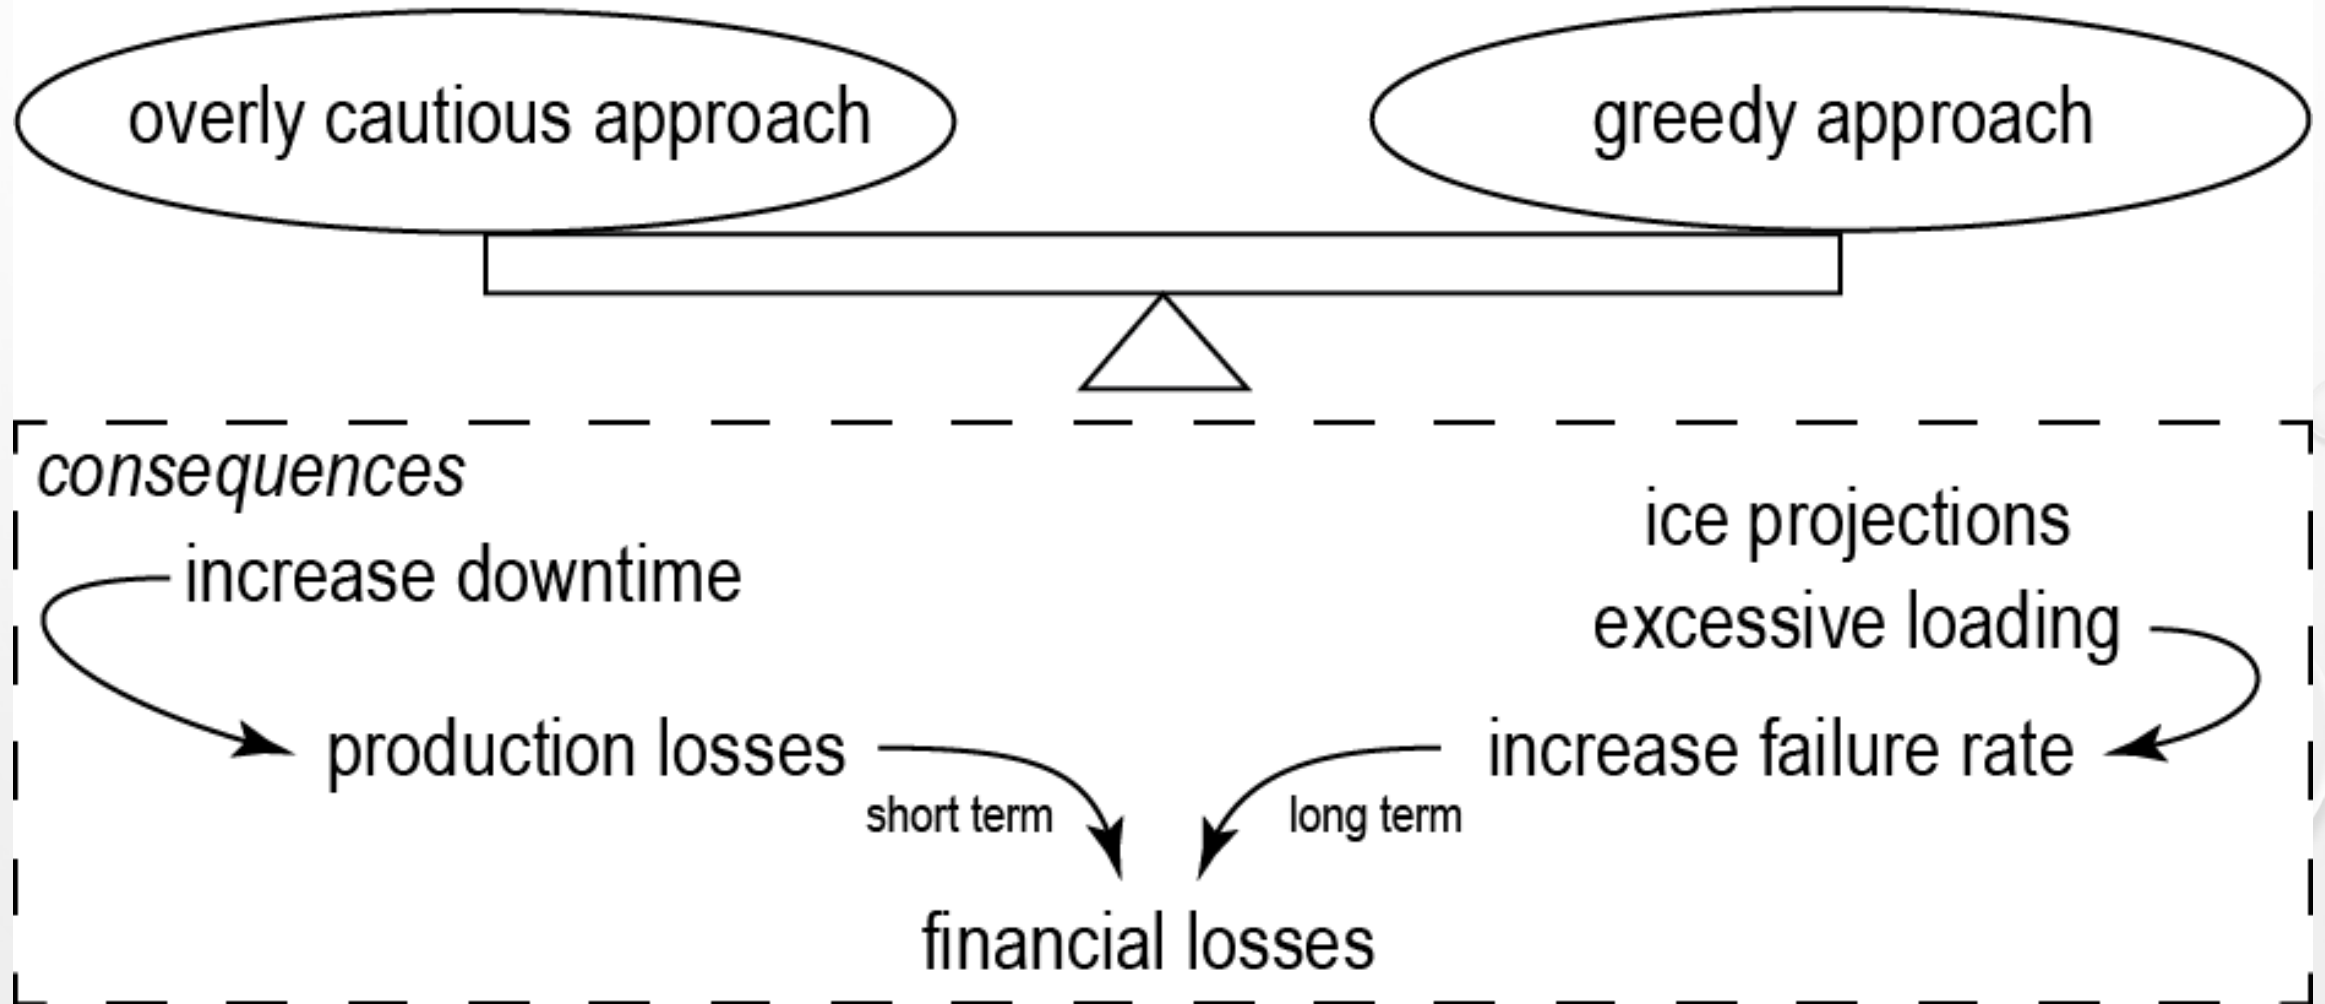 overly cautious approach
greedy approach
consequences
increase downtime
production losses
short term
ice projections
excessive loading
increase failure rate
long term
financial losses